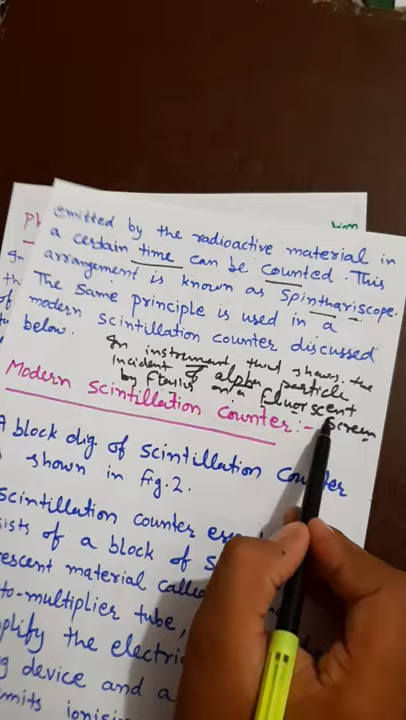 emitted by the radioactive material in
a certain time can be counted. This
arrangement is known as Spinthariscope.
The same principle is used in a
modern scintillation counter discussed
below.
An instrument that shows the
incident of alpha particle
by on a fluorscent
Screen
Modern scintillation counter:-
A block dig of scintillation counter
shown in fig. 2.
scintillation counter
of a block of
material
multiplier tube,
the
device and a